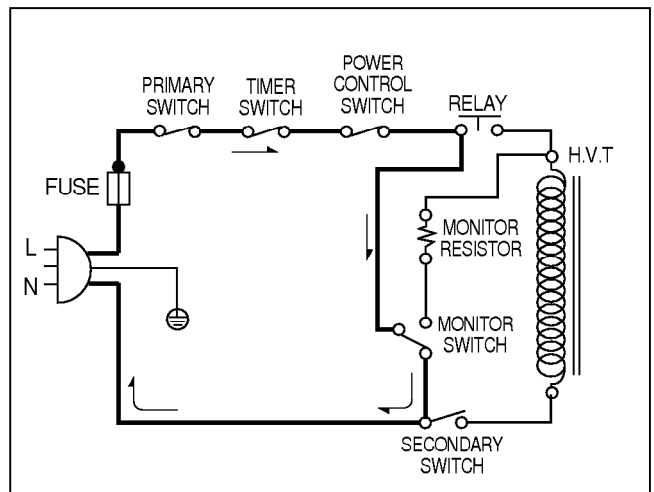 POWER
CONTROL
SWITCH
PRIMARY
SWITCH
TIMER
SWITCH
RELAY
H.V.T
FUSE
MONITOR
RESISTOR
L
N
MONITOR
SWITCH
SECONDARY
SWITCH